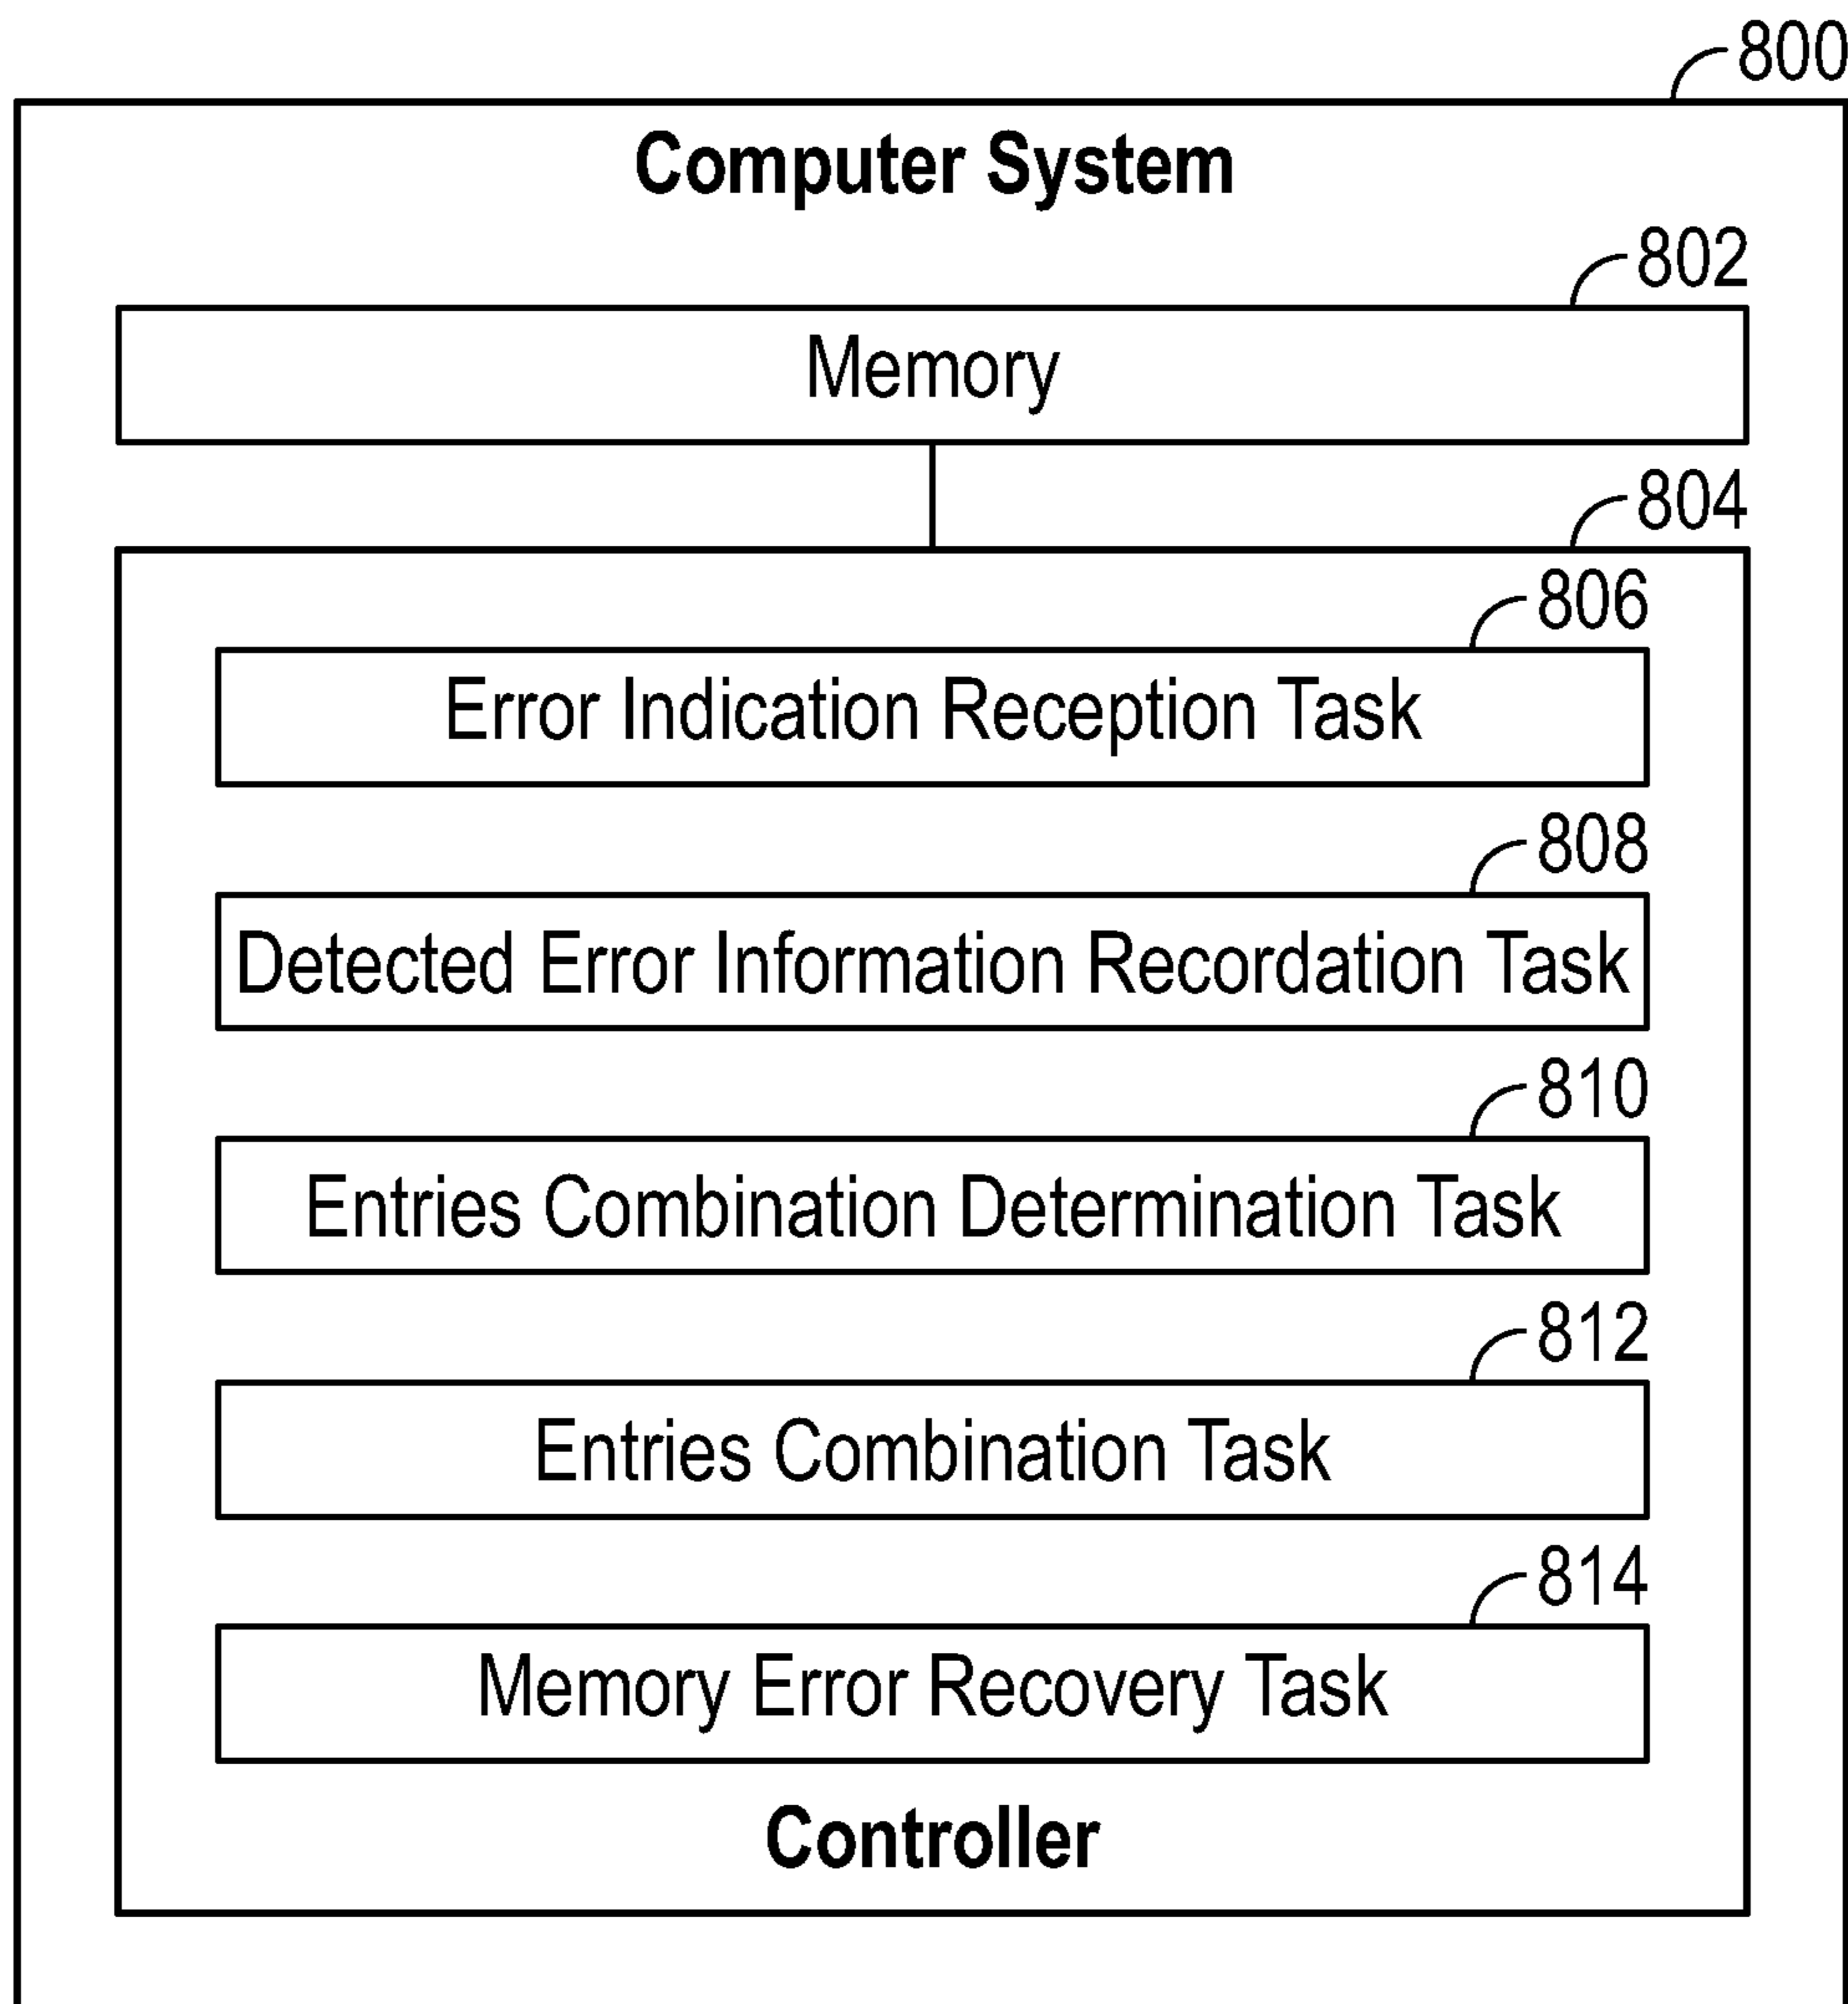 800
Computer System
802
Memory
804
806
Error Indication Reception Task
808
Detected Error Information Recordation Task
810
Entries Combination Determination Task
812
Entries Combination Task
814
Memory Error Recovery Task
Controller